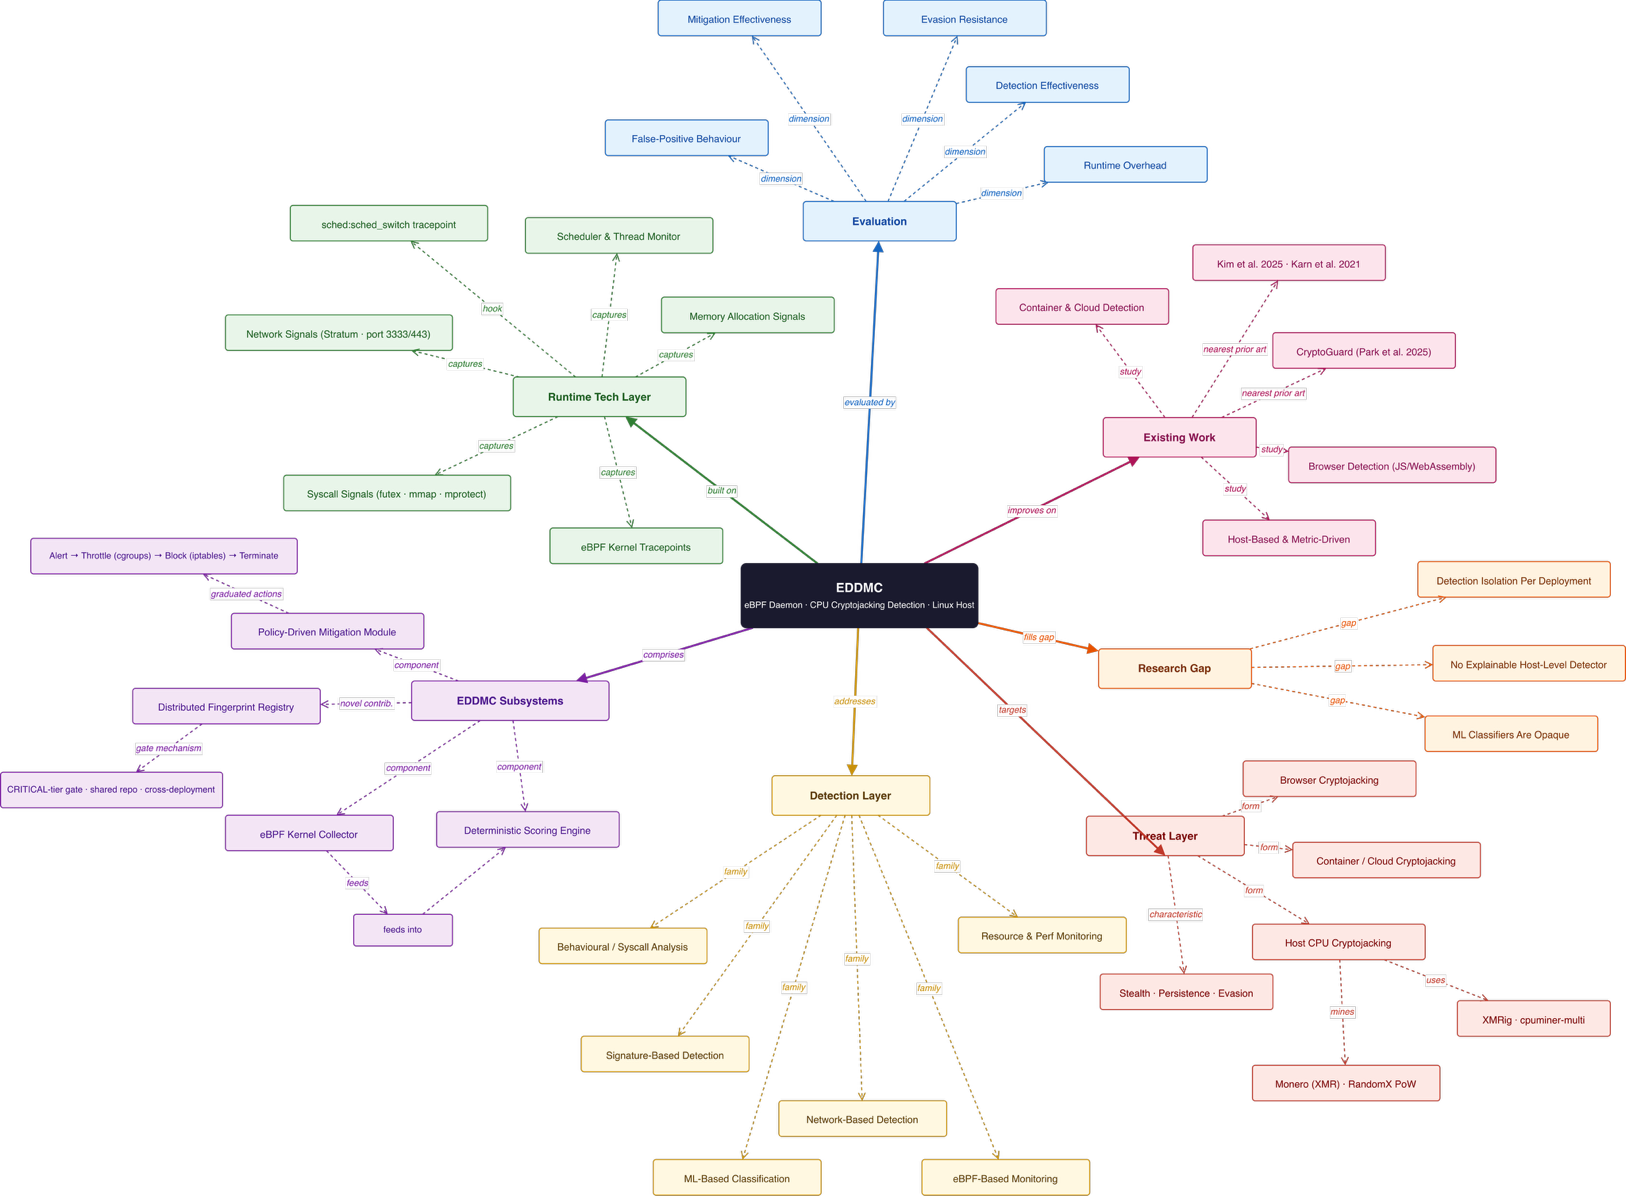 Mitigation Effectiveness
Evasion Resistance
Detection Effectiveness
False-Positive Behaviour
Runtime Overhead
dimension
dimension
dimension
dimension
dimension
Evaluation
evaluated by
sched:sched_switch tracepoint
Scheduler & Thread Monitor
Memory Allocation Signals
Network Signals (Stratum · port 3333/443)
hook
captures
captures
captures
Runtime Tech Layer
captures
captures
Syscall Signals (futex · mmap · mprotect)
eBPF Kernel Tracepoints
built on
Kim et al. 2025 · Karn et al. 2021
Container & Cloud Detection
CryptoGuard (Park et al. 2025)
nearest prior art
study
nearest prior art
Existing Work
study
Browser Detection (JS/WebAssembly)
study
Host-Based & Metric-Driven
improves on
EDDMC
eBPF Daemon · CPU Cryptojacking Detection · Linux Host
Alert → Throttle (cgroups) → Block (iptables) → Terminate
graduated actions
Policy-Driven Mitigation Module
component
comprises
EDDMC Subsystems
novel contrib.
Distributed Fingerprint Registry
gate mechanism
CRITICAL-tier gate · shared repo · cross-deployment
component
component
eBPF Kernel Collector
Deterministic Scoring Engine
feeds
feeds into
fills gap
Research Gap
Detection Isolation Per Deployment
gap
No Explainable Host-Level Detector
gap
gap
ML Classifiers Are Opaque
addresses
Detection Layer
family
family
family
family
family
family
Behavioural / Syscall Analysis
Resource & Perf Monitoring
Signature-Based Detection
Network-Based Detection
ML-Based Classification
eBPF-Based Monitoring
targets
Threat Layer
Browser Cryptojacking
form
form
Container / Cloud Cryptojacking
form
characteristic
Host CPU Cryptojacking
Stealth · Persistence · Evasion
uses
mines
XMRig · cpuminer-multi
Monero (XMR) · RandomX PoW